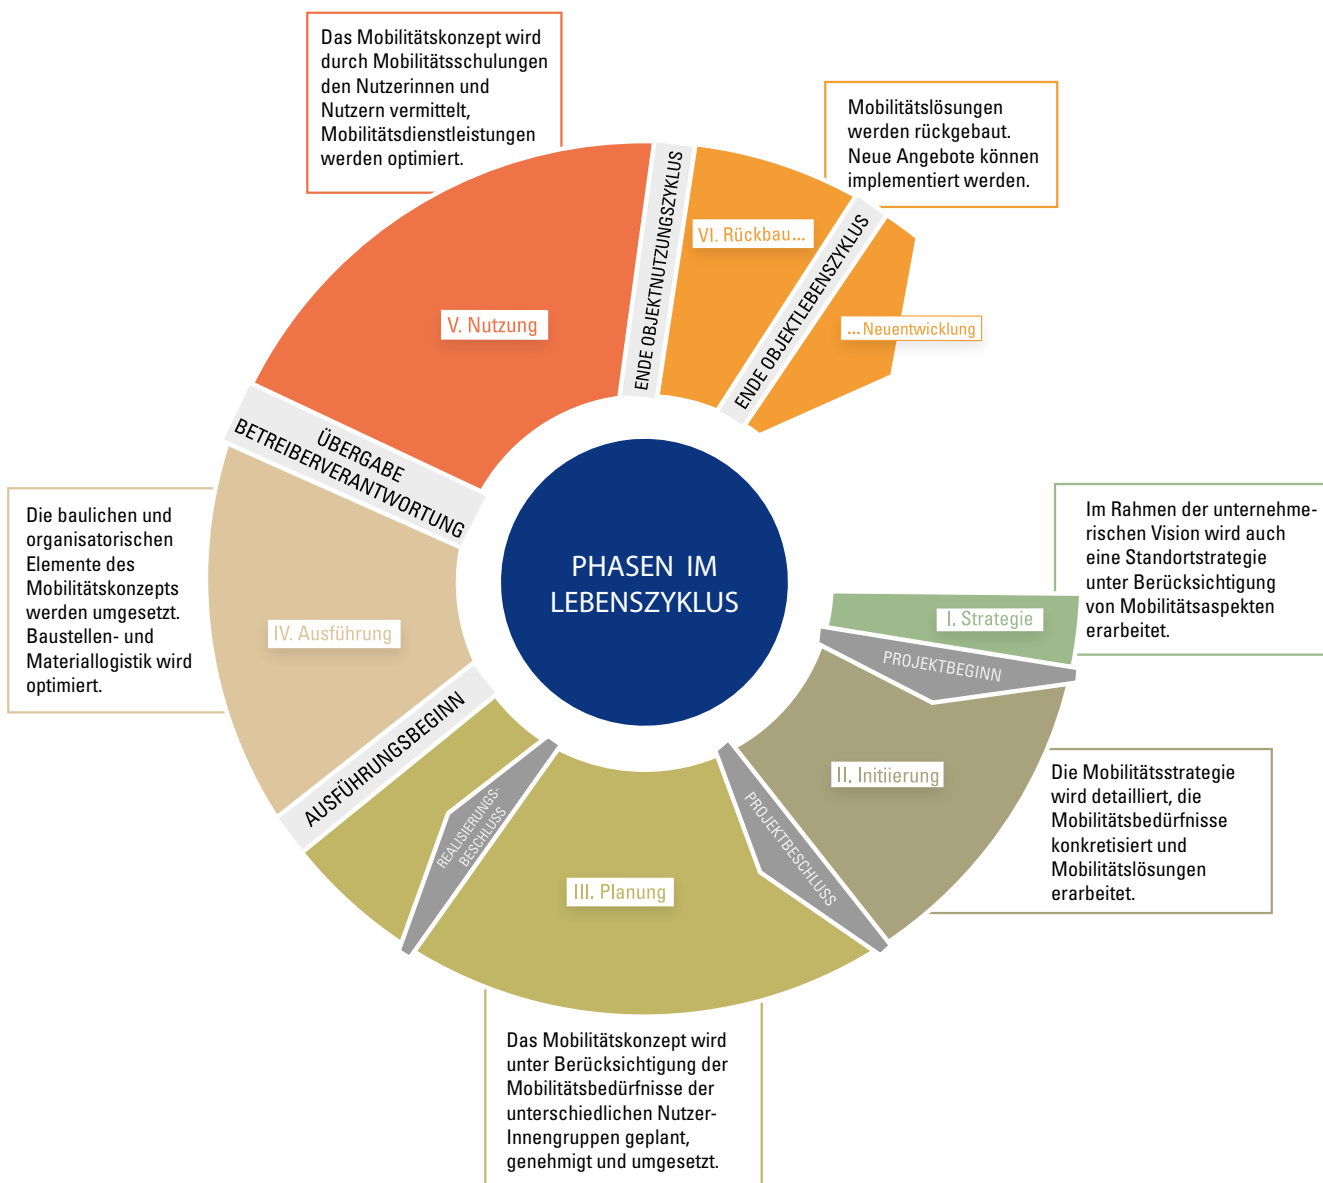 Das Mobilitätskonzept wird
durch Mobilitätsschulungen
den Nutzerinnen und
Nutzern vermittelt,
Mobilitätsdienstleistungen
werden optimiert.
Mobilitätslösungen
werden rückgebaut.
Neue Angebote können
implementiert werden.
ENDE OBJEKTNUTZUNGSZYKLUS
VI. Rückbau...
ENDE OBJEKTLEBENSZYKLUS
... Neuentwicklung
V. Nutzung
ÜBERGABE
BETREIBERVERANTWORTUNG
PHASEN IM
LEBENSZYKLUS
Die baulichen und
organisatorischen
Elemente des
Mobilitätskonzepts
werden umgesetzt.
Baustellen- und
Materiallogistik wird
optimiert.
IV. Ausführung
Im Rahmen der unternehme-
rischen Vision wird auch
eine Standortstrategie
unter Berücksichtigung
von Mobilitätsaspekten
erarbeitet.
I. Strategie
PROJEKTBEGINN
AUSFÜHRUNGSBEGINN
II. Initiierung
Die Mobilitätsstrategie
wird detailliert, die
Mobilitätsbedürfnisse
konkretisiert und
Mobilitätslösungen
erarbeitet.
REALISIERUNGS-
BESCHLUSS
PROJEKTBESCHLUSS
III. Planung
Das Mobilitätskonzept wird
unter Berücksichtigung der
Mobilitätsbedürfnisse der
unterschiedlichen Nutzer-
Innengruppen geplant,
genehmigt und umgesetzt.